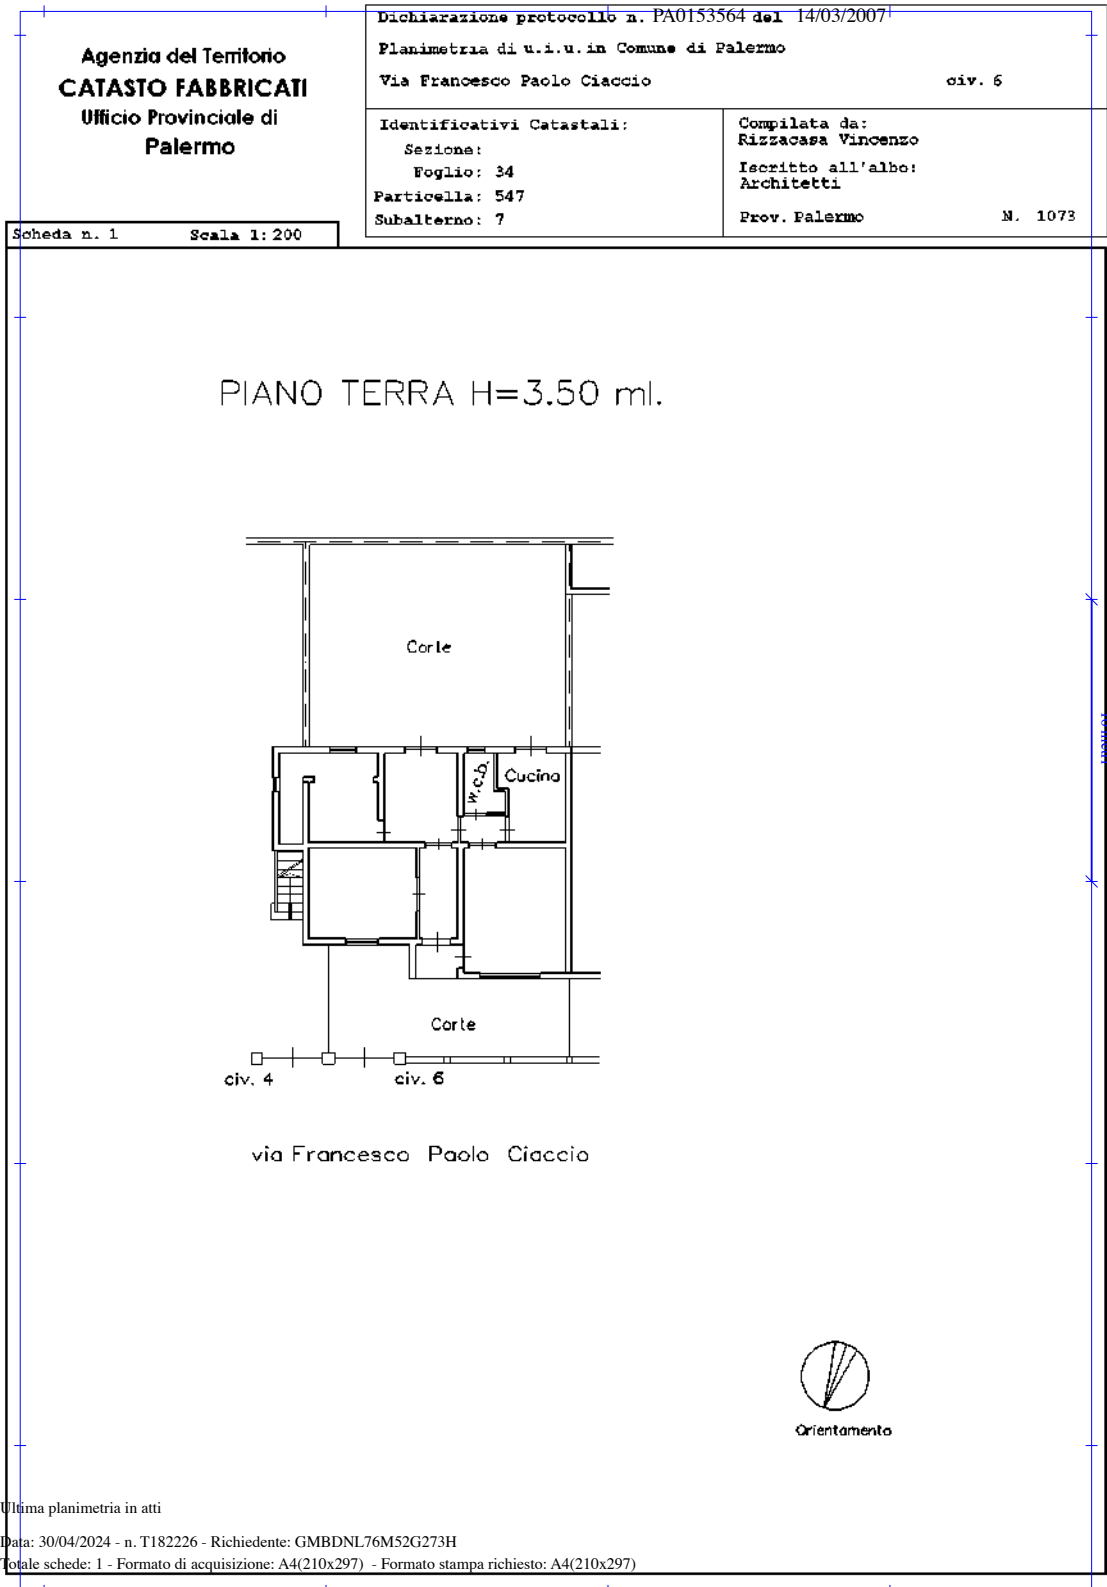 Agenzia del Territorio
CATASTO FABBRICATI
Ufficio Provinciale di
Palermo
Dichiarazione protocollo n. PA0153564 del 14/03/2007
Planimetria di u.i.u. in Comune di Palermo
Via Francesco Paolo Ciaccio civ. 6
Identificativi Catastali:
Sezione:
Foglio: 34
Particella: 547
Subalterno: 7
Compilata da:
Rizzacasa Vincenzo
Iscritto all'albo:
Architetti
Prov. Palermo N. 1073
Scheda n. 1 Scala 1:200
PIANO TERRA H=3.50 ml.
Corte
w.c.b.
Cucina
Corte
civ. 4
civ. 6
via Francesco Paolo Ciaccio
Orientamento
Ultima planimetria in atti
Data: 30/04/2024 - n. T182226 - Richiedente: GMBDNL76M52G273H
Totale schede: 1 - Formato di acquisizione: A4(210x297) - Formato stampa richiesto: A4(210x297)